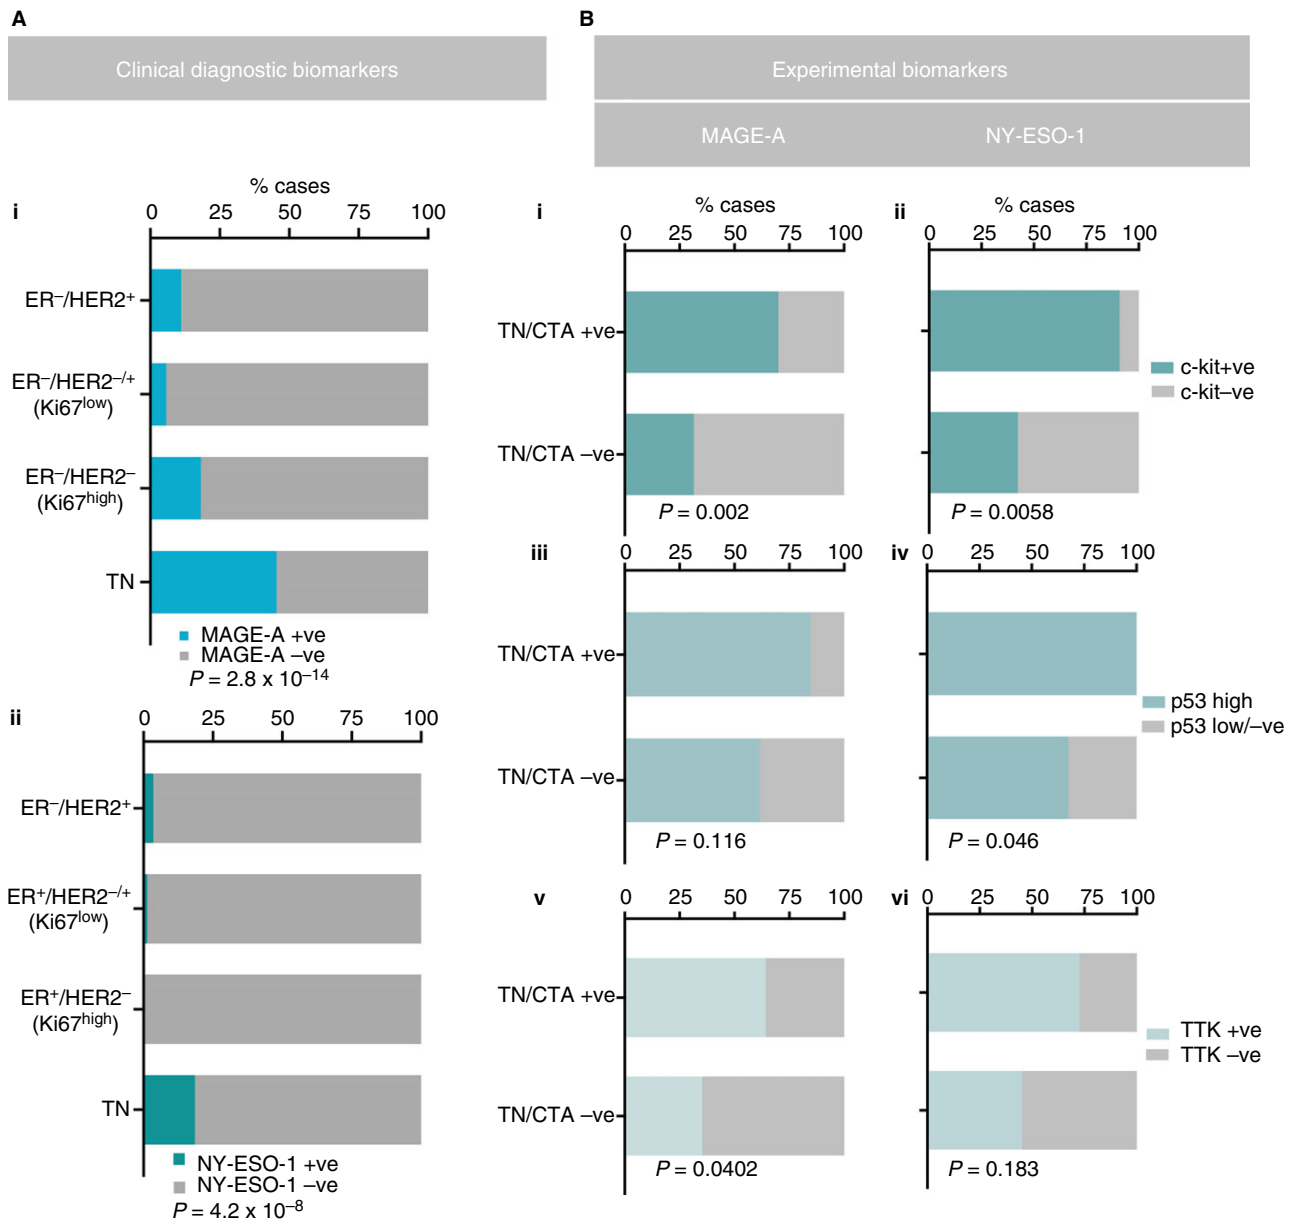 A
Clinical diagnostic biomarkers
i
% cases
0 25 50 75 100
ER–/HER2+
ER–/HER2–/+
(Ki67low)
ER–/HER2–
(Ki67high)
TN
MAGE-A +ve
MAGE-A –ve
P = 2.8 x 10–14
ii
0 25 50 75 100
ER–/HER2+
ER+/HER2–/+
(Ki67low)
ER+/HER2–
(Ki67high)
TN
NY-ESO-1 +ve
NY-ESO-1 –ve
P = 4.2 x 10–8
B
Experimental biomarkers
MAGE-A NY-ESO-1
i
% cases
0 25 50 75 100
TN/CTA +ve
TN/CTA –ve
P = 0.002
ii
% cases
0 25 50 75 100
c-kit+ve
c-kit–ve
P = 0.0058
iii
0 25 50 75 100
TN/CTA +ve
TN/CTA –ve
P = 0.116
iv
0 25 50 75 100
p53 high
p53 low/–ve
P = 0.046
v
0 25 50 75 100
TN/CTA +ve
TN/CTA –ve
P = 0.0402
vi
0 25 50 75 100
TTK +ve
TTK –ve
P = 0.183